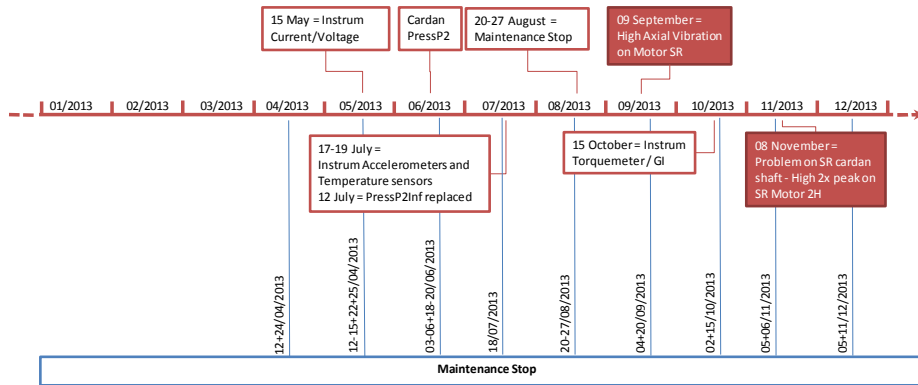 15 May = Instrum
Current/Voltage
Cardan
PressP2
20-27 August =
Maintenance Stop
09 September =
High Axial Vibration
on Motor SR
01/2013
02/2013
03/2013
04/2013
05/2013
06/2013
07/2013
08/2013
09/2013
10/2013
11/2013
12/2013
17-19 July =
Instrum Accelerometers and
Temperature sensors
12 July = PressP2Inf replaced
15 October = Instrum
Torquemeter / GI
08 November =
Problem on SR cardan
shaft - High 2x peak on
SR Motor 2H
12+24/04/2013
12-15+22+25/04/2013
03-06+18-20/06/2013
18/07/2013
20-27/08/2013
04+20/09/2013
02+15/10/2013
05+06/11/2013
05+11/12/2013
Maintenance Stop